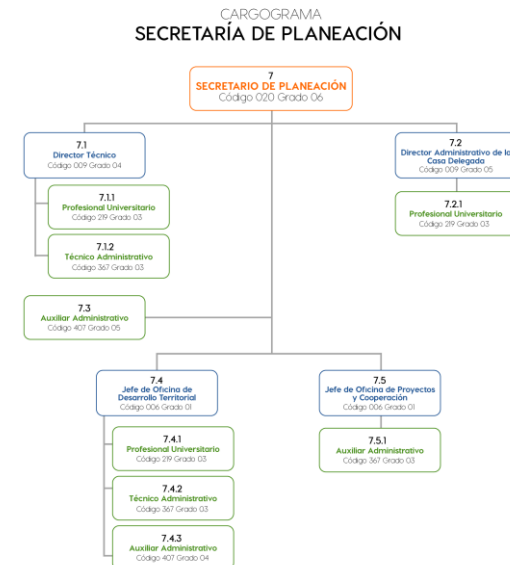 CARGOGRAMA
SECRETARÍA DE PLANEACIÓN
7
SECRETARIO DE PLANEACIÓN
Código 020 Grado 06
7.1
Director Técnico
Código 009 Grado 04
7.2
Director Administrativo de la
Casa Delegada
Código 009 Grado 05
7.1.1
Profesional Universitario
Código 219 Grado 03
7.2.1
Profesional Universitario
Código 219 Grado 03
7.1.2
Técnico Administrativo
Código 367 Grado 03
7.3
Auxiliar Administrativo
Código 407 Grado 05
7.4
Jefe de Oficina de
Desarrollo Territorial
Código 006 Grado 01
7.5
Jefe de Oficina de Proyectos
y Cooperación
Código 006 Grado 01
7.4.1
Profesional Universitario
Código 219 Grado 03
7.5.1
Auxiliar Administrativo
Código 367 Grado 03
7.4.2
Técnico Administrativo
Código 367 Grado 03
7.4.3
Auxiliar Administrativo
Código 407 Grado 04